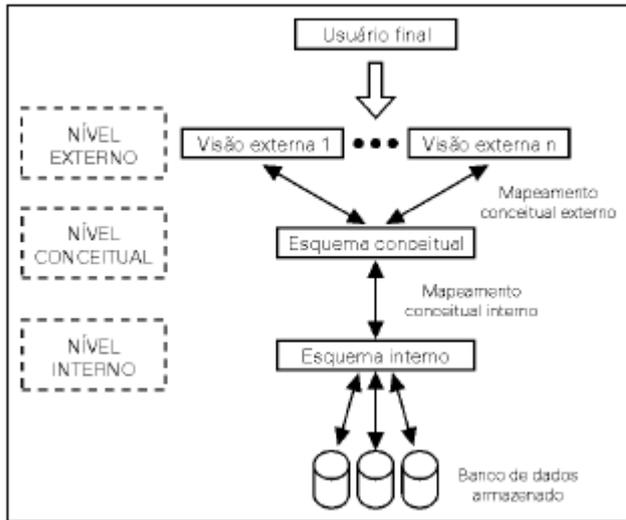 Usuário final
NÍVEL
EXTERNO
Visão externa 1
Visão externa n
Mapeamento
conceitual externo
NÍVEL
CONCEITUAL
Esquema conceitual
Mapeamento
conceitual interno
NÍVEL
INTERNO
Esquema interno
Banco de dados
armazenado